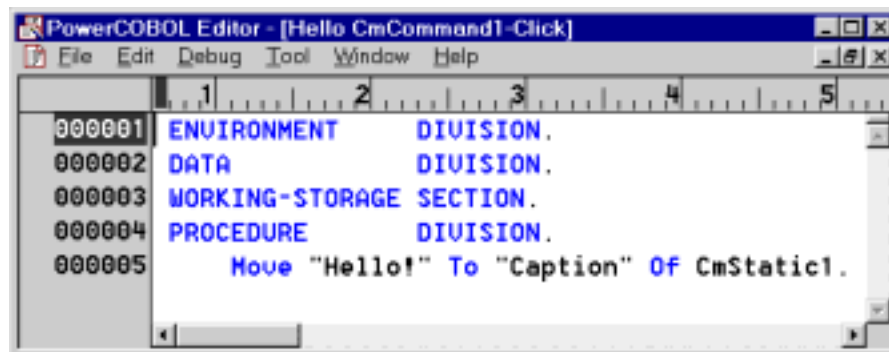 PowerCOBOL Editor - [Hello CmCommand1-Click]
File Edit Debug Tool Window Help
1 2 3 4 5
000001 ENVIRONMENT DIVISION.
000002 DATA DIVISION.
000003 WORKING-STORAGE SECTION.
000004 PROCEDURE DIVISION.
000005 Move "Hello!" To "Caption" Of CmStatic1.